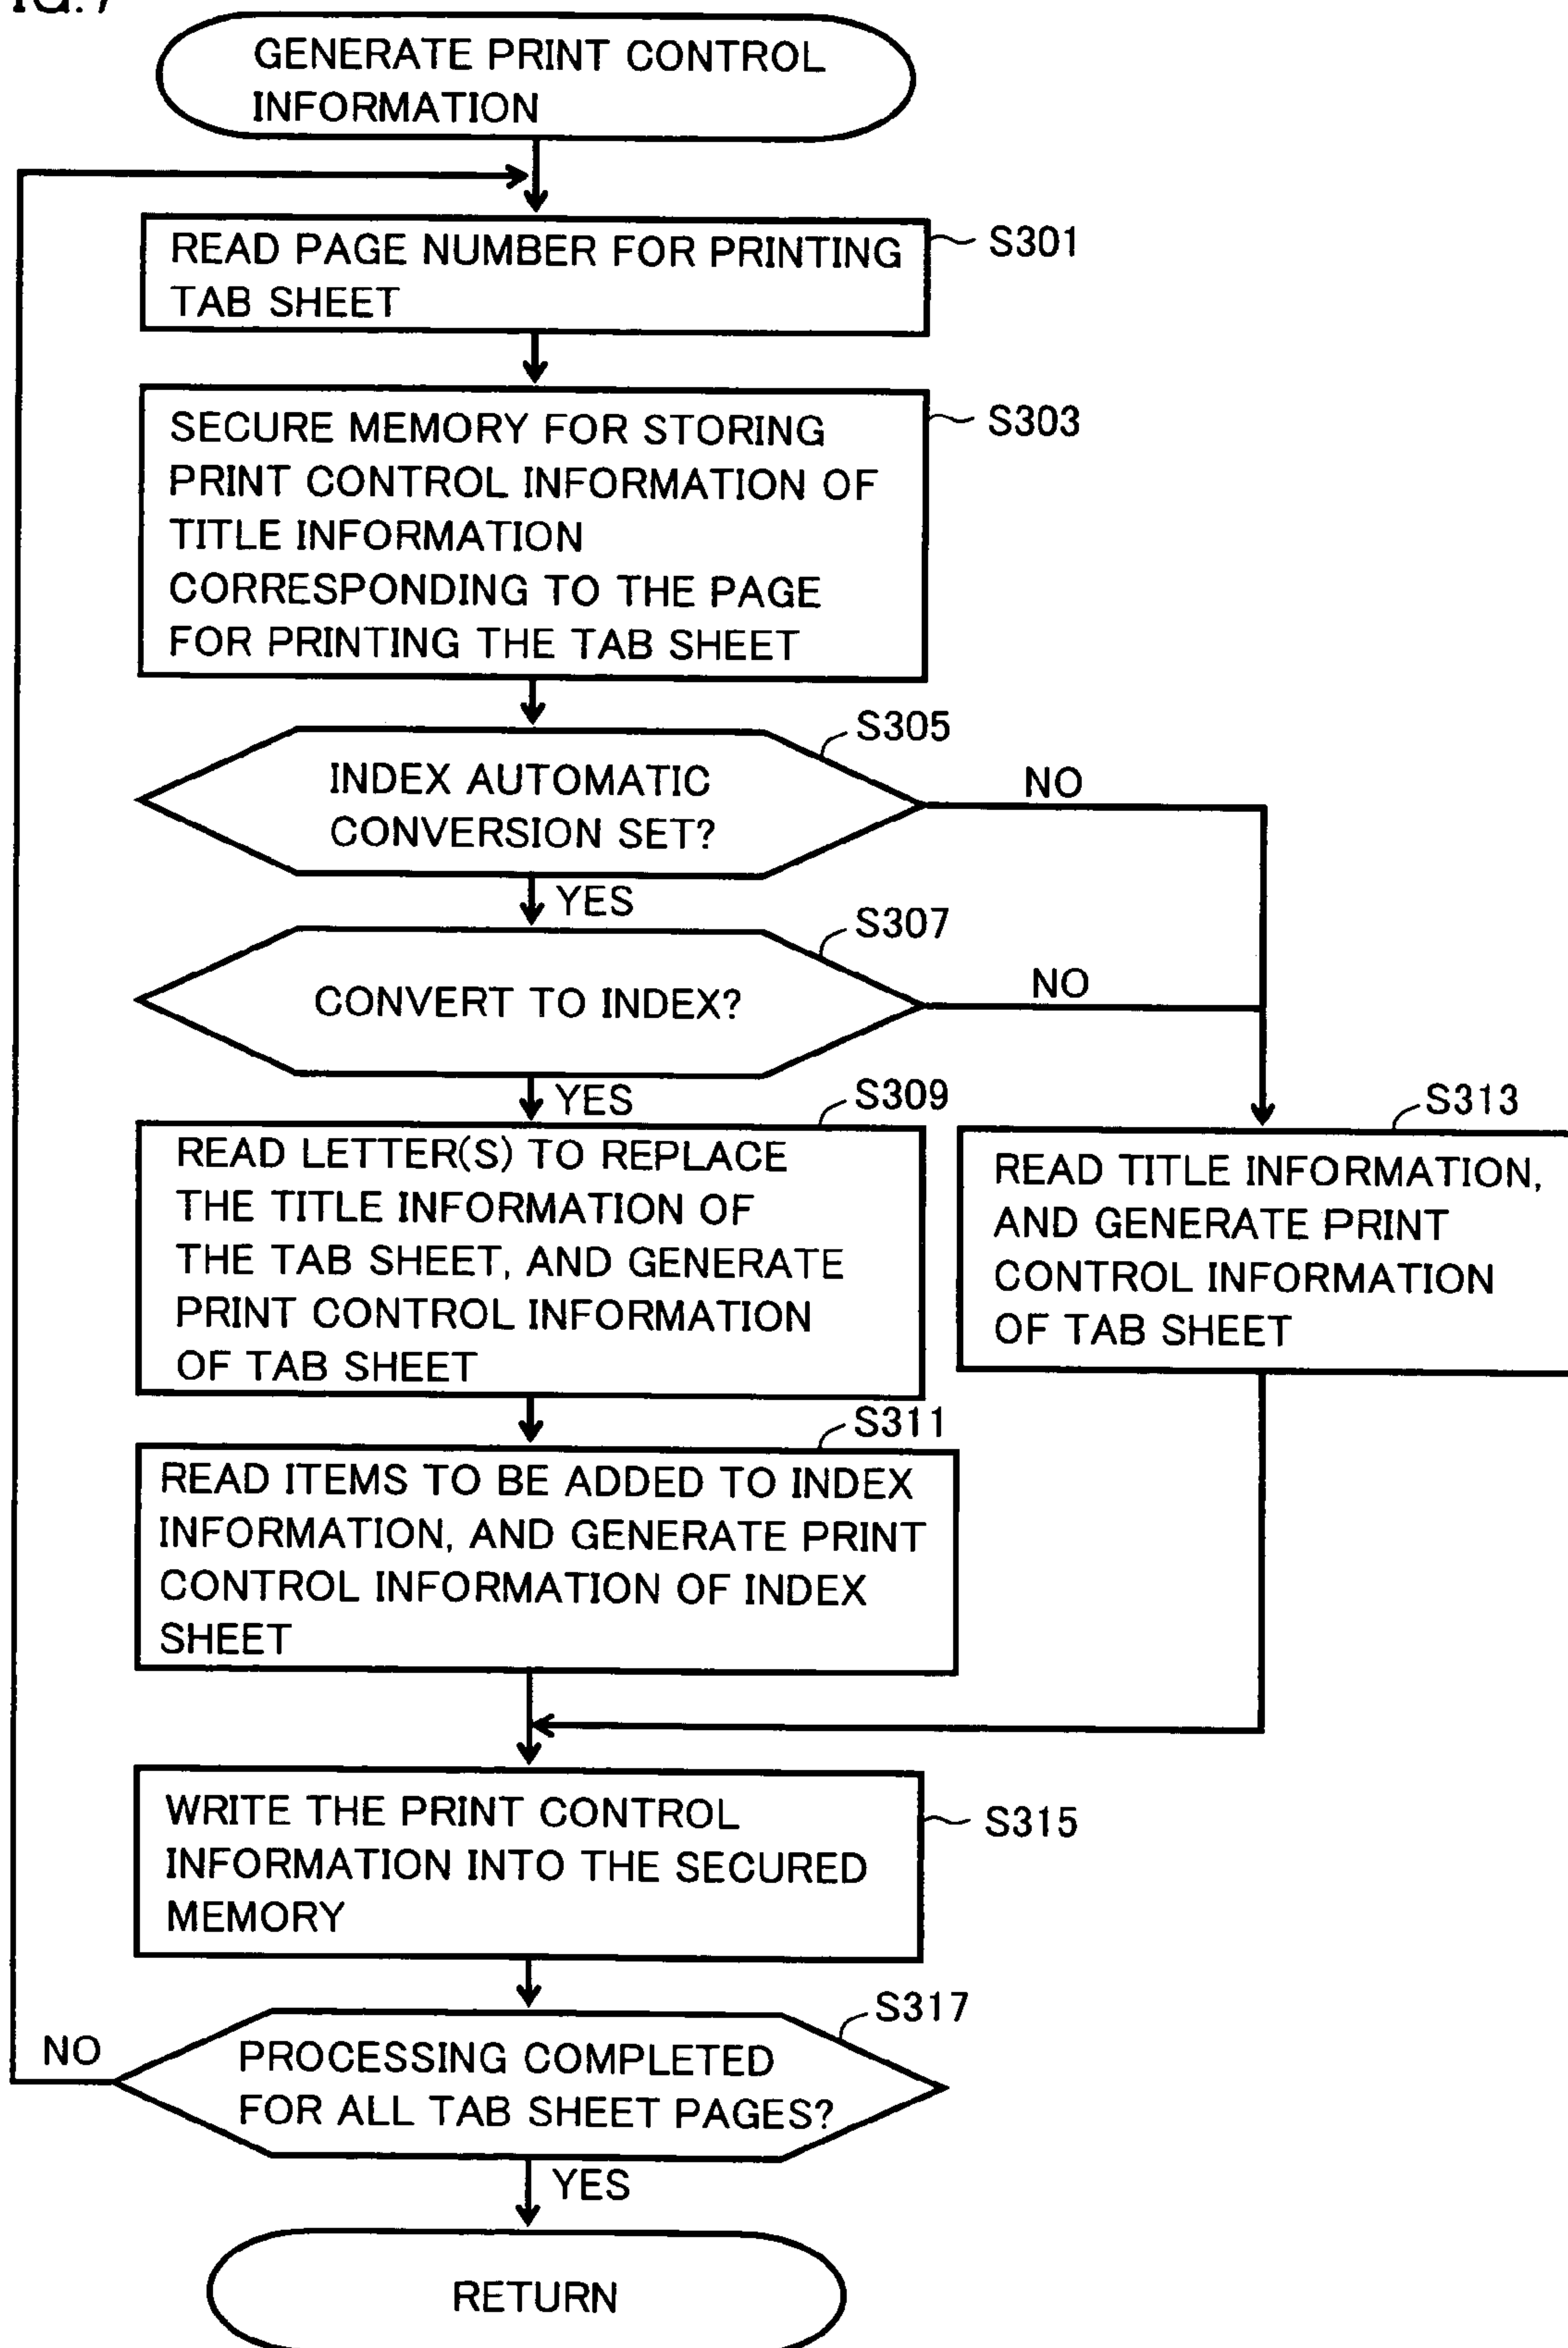 GENERATE PRINT CONTROL
INFORMATION
READ PAGE NUMBER FOR PRINTING
TAB SHEET
S301
SECURE MEMORY FOR STORING
PRINT CONTROL INFORMATION OF
TITLE INFORMATION
CORRESPONDING TO THE PAGE
FOR PRINTING THE TAB SHEET
S303
INDEX AUTOMATIC
CONVERSION SET?
S305
NO
YES
CONVERT TO INDEX?
S307
NO
YES
READ LETTER(S) TO REPLACE
THE TITLE INFORMATION OF
THE TAB SHEET, AND GENERATE
PRINT CONTROL INFORMATION
OF TAB SHEET
S309
READ TITLE INFORMATION,
AND GENERATE PRINT
CONTROL INFORMATION
OF TAB SHEET
S313
READ ITEMS TO BE ADDED TO INDEX
INFORMATION, AND GENERATE PRINT
CONTROL INFORMATION OF INDEX
SHEET
S311
WRITE THE PRINT CONTROL
INFORMATION INTO THE SECURED
MEMORY
S315
PROCESSING COMPLETED
FOR ALL TAB SHEET PAGES?
S317
NO
YES
RETURN